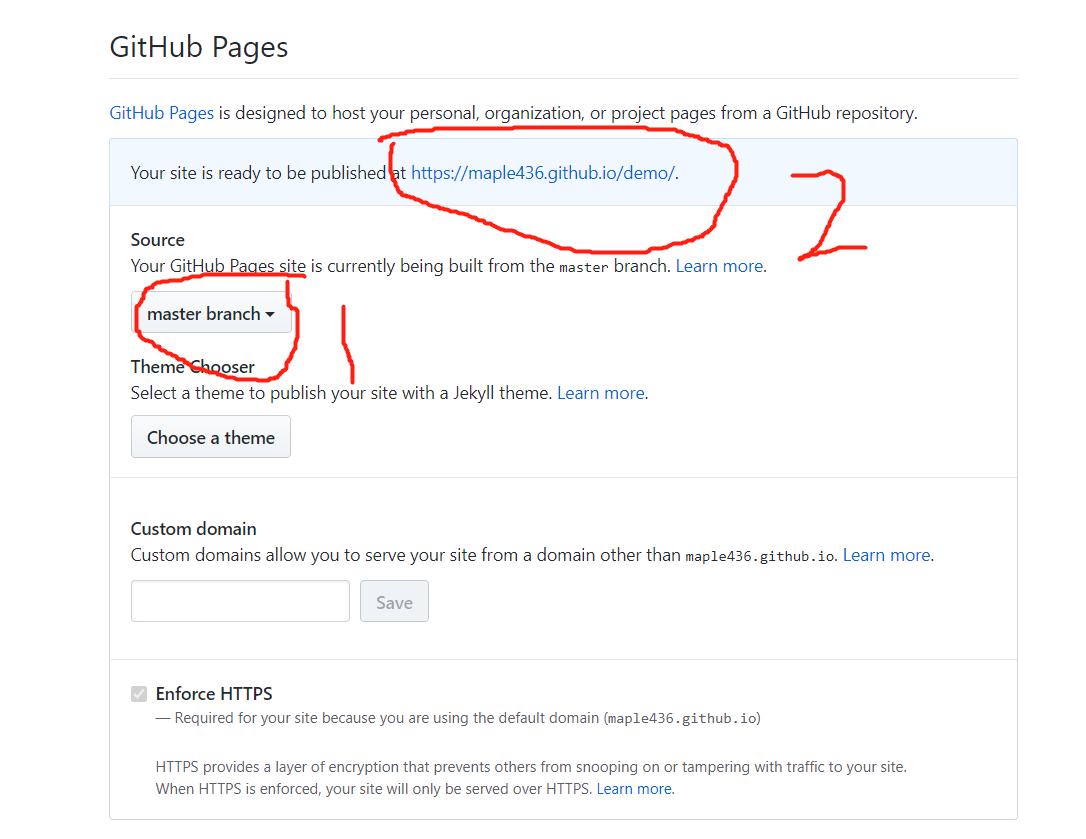 GitHub Pages
GitHub Pages is designed to host your personal, organization, or project pages from a GitHub repository.
Your site is ready to be published at https://maple436.github.io/demo/.
2
Source
Your GitHub Pages site is currently being built from the master branch. Learn more.
master branch
1
Theme Chooser
Select a theme to publish your site with a Jekyll theme. Learn more.
Choose a theme
Custom domain
Custom domains allow you to serve your site from a domain other than maple436.github.io. Learn more.
Save
Enforce HTTPS
— Required for your site because you are using the default domain (maple436.github.io)
HTTPS provides a layer of encryption that prevents others from snooping on or tampering with traffic to your site.
When HTTPS is enforced, your site will only be served over HTTPS. Learn more.